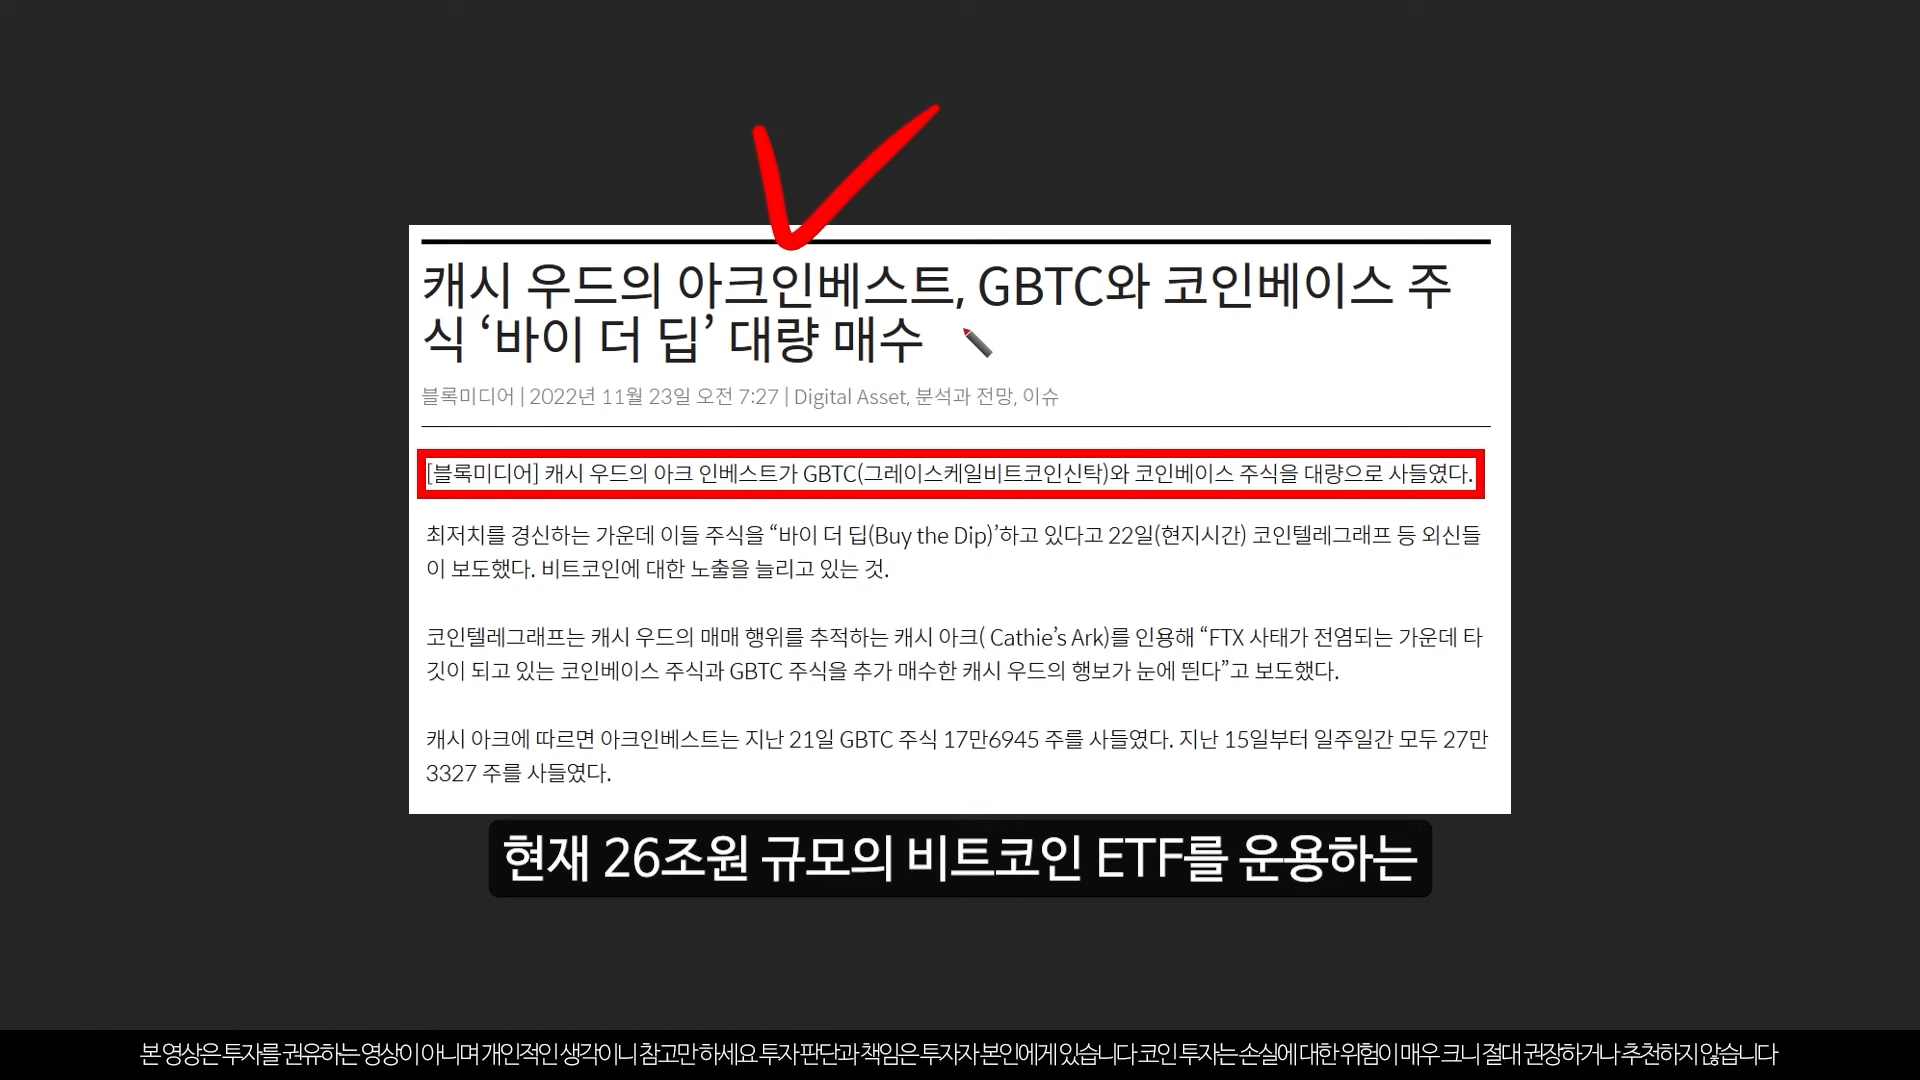 캐시 우드의 아크인베스트, GBTC와 코인베이스 주
식 ‘바이 더 딥’ 대량 매수
블록미디어 | 2022년 11월 23일 오전 7:27 | Digital Asset, 분석과 전망, 이슈
[블록미디어] 캐시 우드의 아크 인베스트가 GBTC(그레이스케일비트코인신탁)와 코인베이스 주식을 대량으로 사들였다.
최저치를 경신하는 가운데 이들 주식을 “바이 더 딥(Buy the Dip)’하고 있다고 22일(현지시간) 코인텔레그래프 등 외신들
이 보도했다. 비트코인에 대한 노출을 늘리고 있는 것.
코인텔레그래프는 캐시 우드의 매매 행위를 추적하는 캐시 아크( Cathie’s Ark)를 인용해 “FTX 사태가 전염되는 가운데 타
깃이 되고 있는 코인베이스 주식과 GBTC 주식을 추가 매수한 캐시 우드의 행보가 눈에 띈다”고 보도했다.
캐시 아크에 따르면 아크인베스트는 지난 21일 GBTC 주식 17만6945 주를 사들였다. 지난 15일부터 일주일간 모두 27만
3327 주를 사들였다.
현재 26조원 규모의 비트코인 ETF를 운용하는
본 영상은 투자를 권유하는 영상이 아니며 개인적인 생각이니 참고만 하세요 투자 판단과 책임은 투자자 본인에게 있습니다 코인 투자는 손실에 대한 위험이 매우 크니 절대 권장하거나 추천하지 않습니다